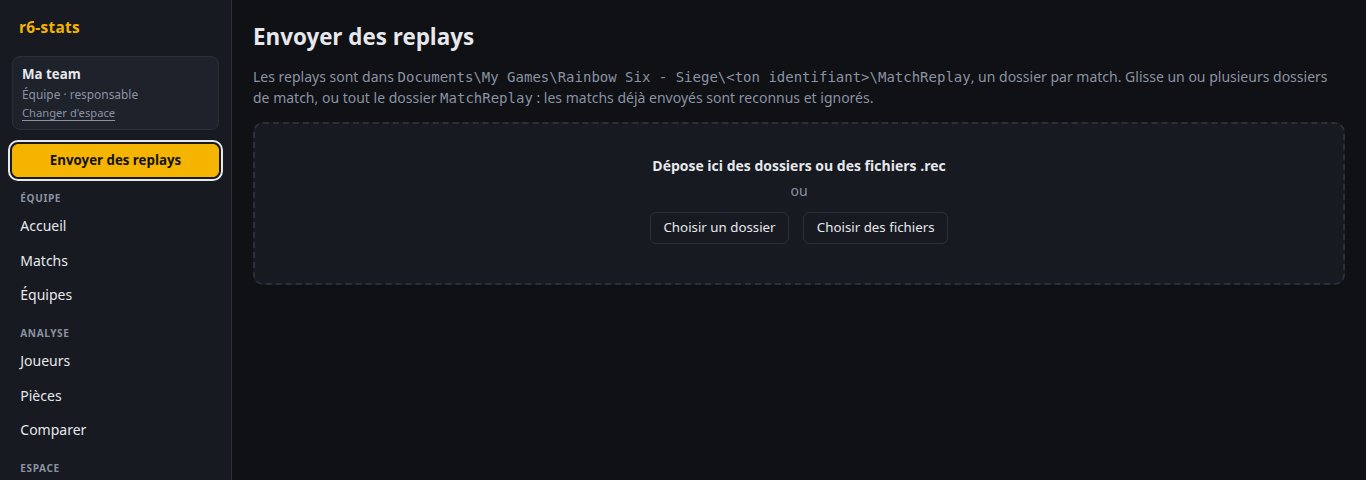 r6-stats
Ma team
Équipe · responsable
Changer d'espace
Envoyer des replays
ÉQUIPE
Accueil
Matchs
Équipes
ANALYSE
Joueurs
Pièces
Comparer
ESPACE
Envoyer des replays
Les replays sont dans Documents\My Games\Rainbow Six - Siege\<ton identifiant>\MatchReplay, un dossier par match. Glisse un ou plusieurs dossiers
de match, ou tout le dossier MatchReplay : les matchs déjà envoyés sont reconnus et ignorés.
Dépose ici des dossiers ou des fichiers .rec
ou
Choisir un dossier
Choisir des fichiers